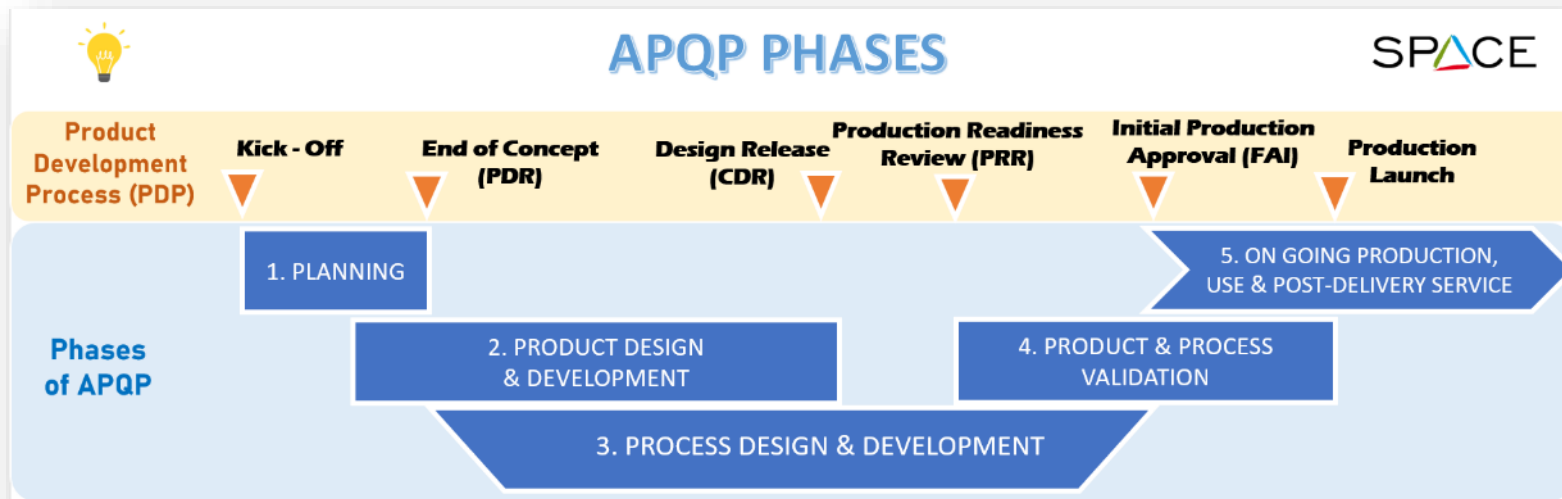 APQP PHASES
SPACE
Product
Development
Process (PDP)
Kick - Off
End of Concept
(PDR)
Design Release
(CDR)
Production Readiness
Review (PRR)
Initial Production
Approval (FAI)
Production
Launch
Phases
of APQP
1. PLANNING
2. PRODUCT DESIGN
& DEVELOPMENT
3. PROCESS DESIGN & DEVELOPMENT
4. PRODUCT & PROCESS
VALIDATION
5. ON GOING PRODUCTION,
USE & POST-DELIVERY SERVICE